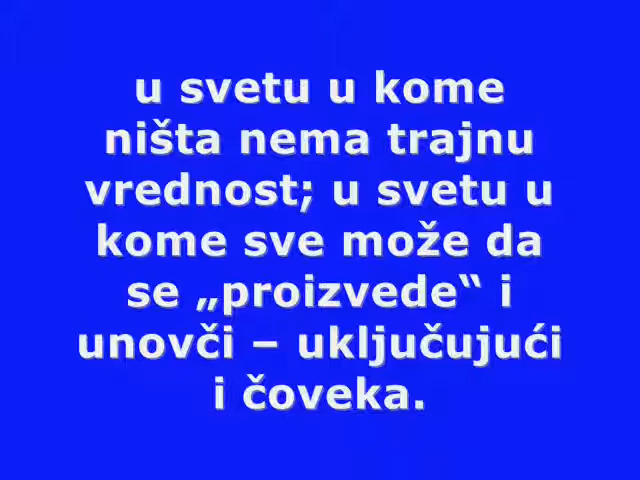 u svetu u kome
ništa nema trajnu
vrednost; u svetu u
kome sve može da
se „proizvede“ i
unovči – uključujući
i čoveka.